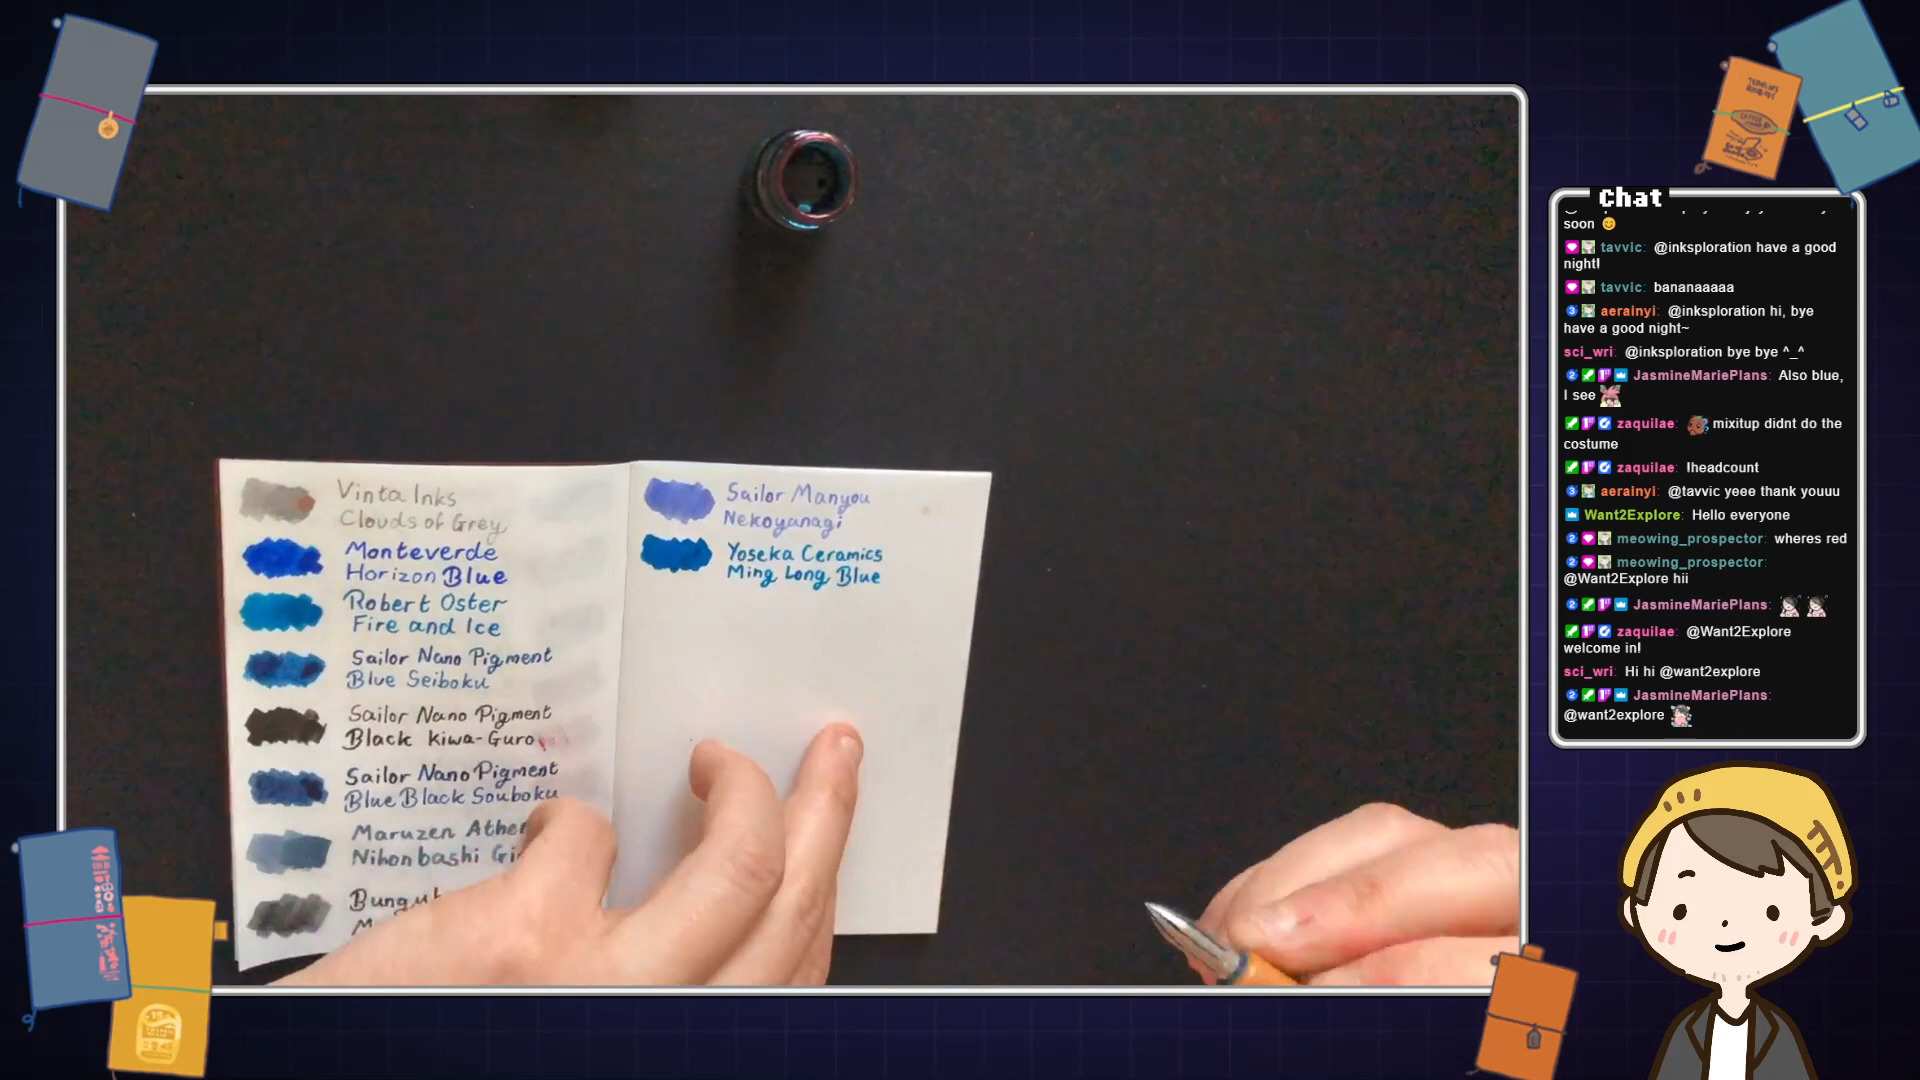 Vinta Inks
Clouds of Grey
Monteverde
Horizon Blue
Robert Oster
Fire and Ice
Sailor Nano Pigment
Blue Seiboku
Sailor Nano Pigment
Black Kiwa-Guro
Sailor Nano Pigment
Blue Black Souboku
Maruzen
Nihonbashi
Sailor Manyou
Nekoyanagi
Yoseka Ceramics
Ming Long Blue
chat
soon
tavvic: @inksploration have a good
night!
tavvic: bananaaaaa
aerainyi: @inksploration hi, bye
have a good night~
sci_wri: @inksploration bye bye ^_^
JasmineMariePlans: Also blue,
I see
zaquilae: mixitup didnt do the
costume
zaquilae: !headcount
aerainyi: @tavvic yeee thank youuu
Want2Explore: Hello everyone
meowing_prospector: wheres red
meowing_prospector:
@Want2Explore hii
JasmineMariePlans:
zaquilae: @Want2Explore
welcome in!
sci_wri: Hi hi @want2explore
JasmineMariePlans:
@want2explore